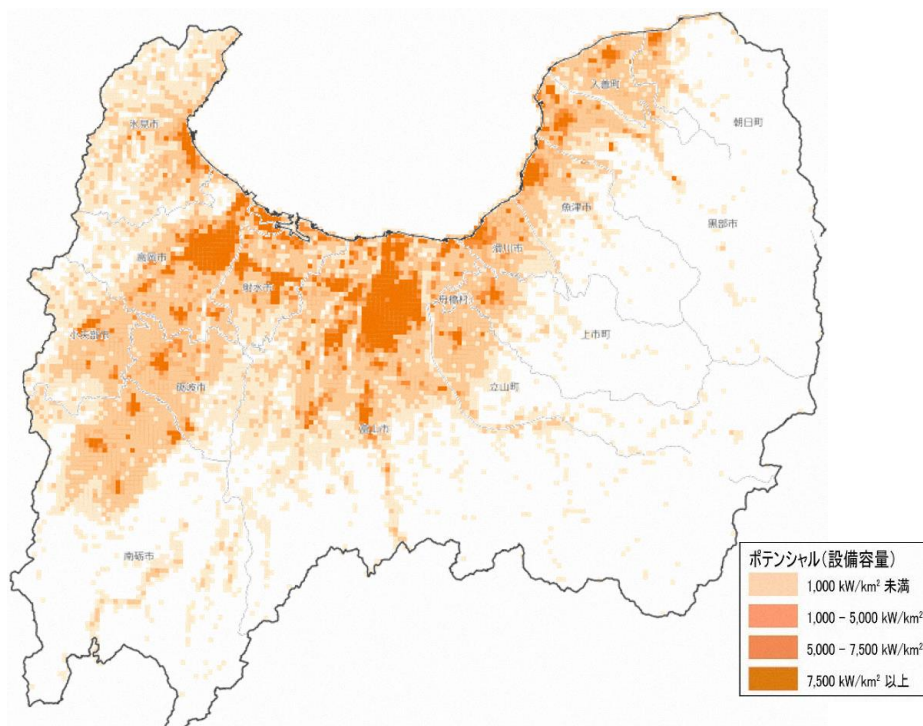 入善町
朝日町
氷見市
魚津市
黒部市
滑川市
高岡市
射水市
舟橋村
小矢部市
上市町
砺波市
立山町
富山市
南砺市
ポテンシャル(設備容量)
1,000 kW/km² 未満
1,000 − 5,000 kW/km²
5,000 − 7,500 kW/km²
7,500 kW/km² 以上